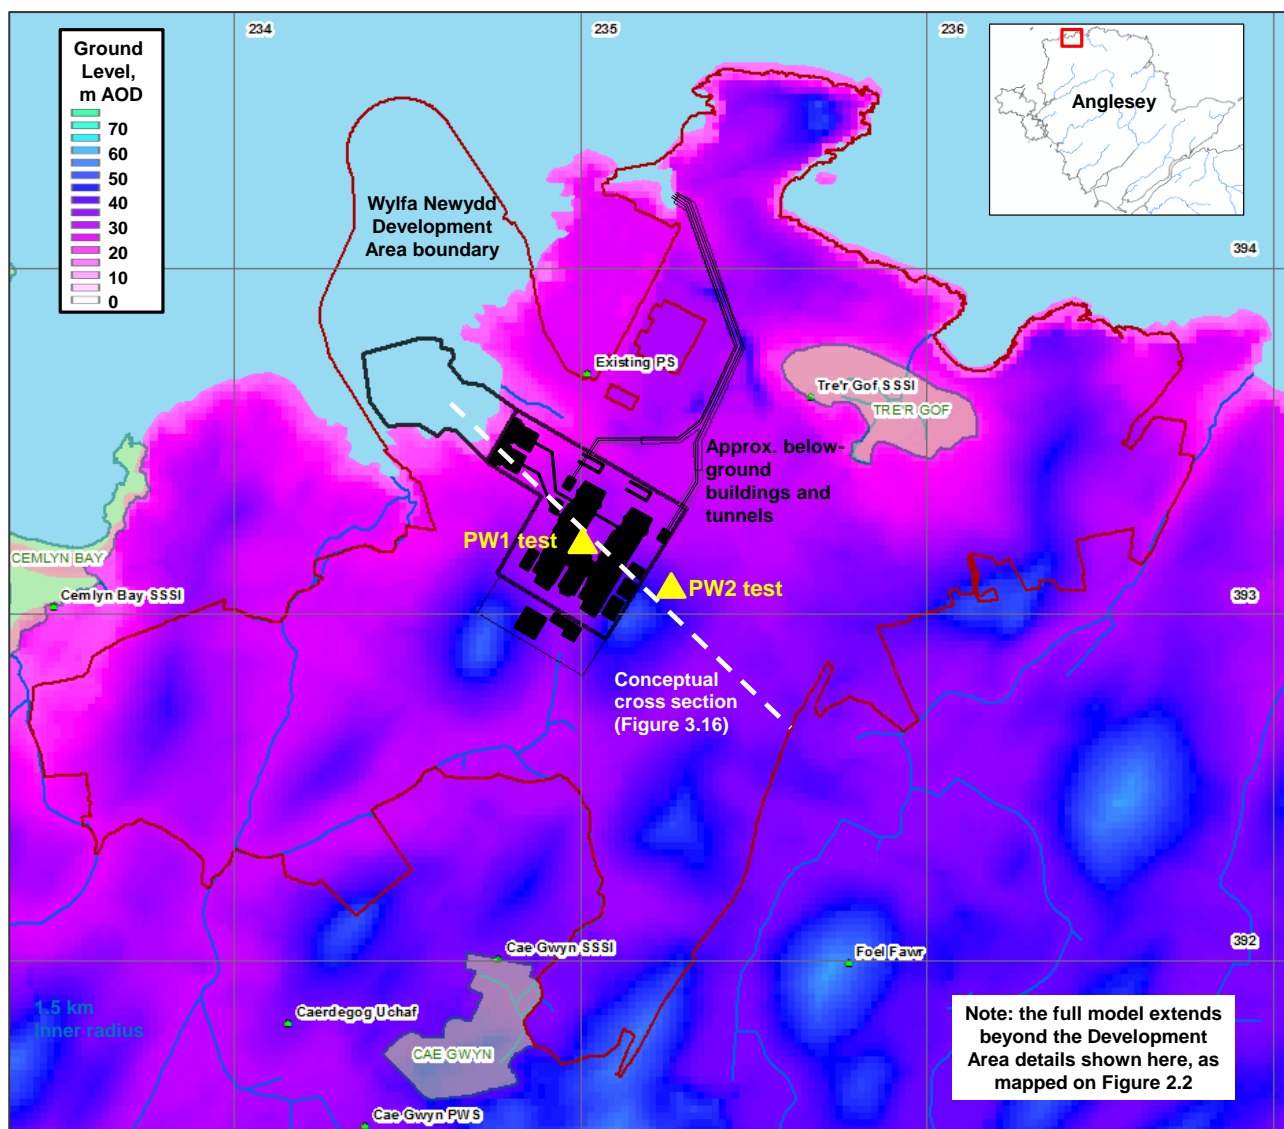 234
235
236
Ground
Level,
m AOD
70
60
50
40
30
20
10
0
Anglesey
Wylfa Newydd
Development
Area boundary
394
Existing PS
Tre'r Gof SSSI
TRE'R GOF
Approx. below-
ground
buildings and
tunnels
PW1 test
CEMLYN BAY
Cemlyn Bay SSSI
PW2 test
393
Conceptual
cross section
(Figure 3.16)
392
Cae Gwyn SSSI
Foel Fawr
1.5 km
Inner radius
Caerdegog Uchaf
CAE GWYN
Cae Gwyn PWS
Note: the full model extends
beyond the Development
Area details shown here, as
mapped on Figure 2.2